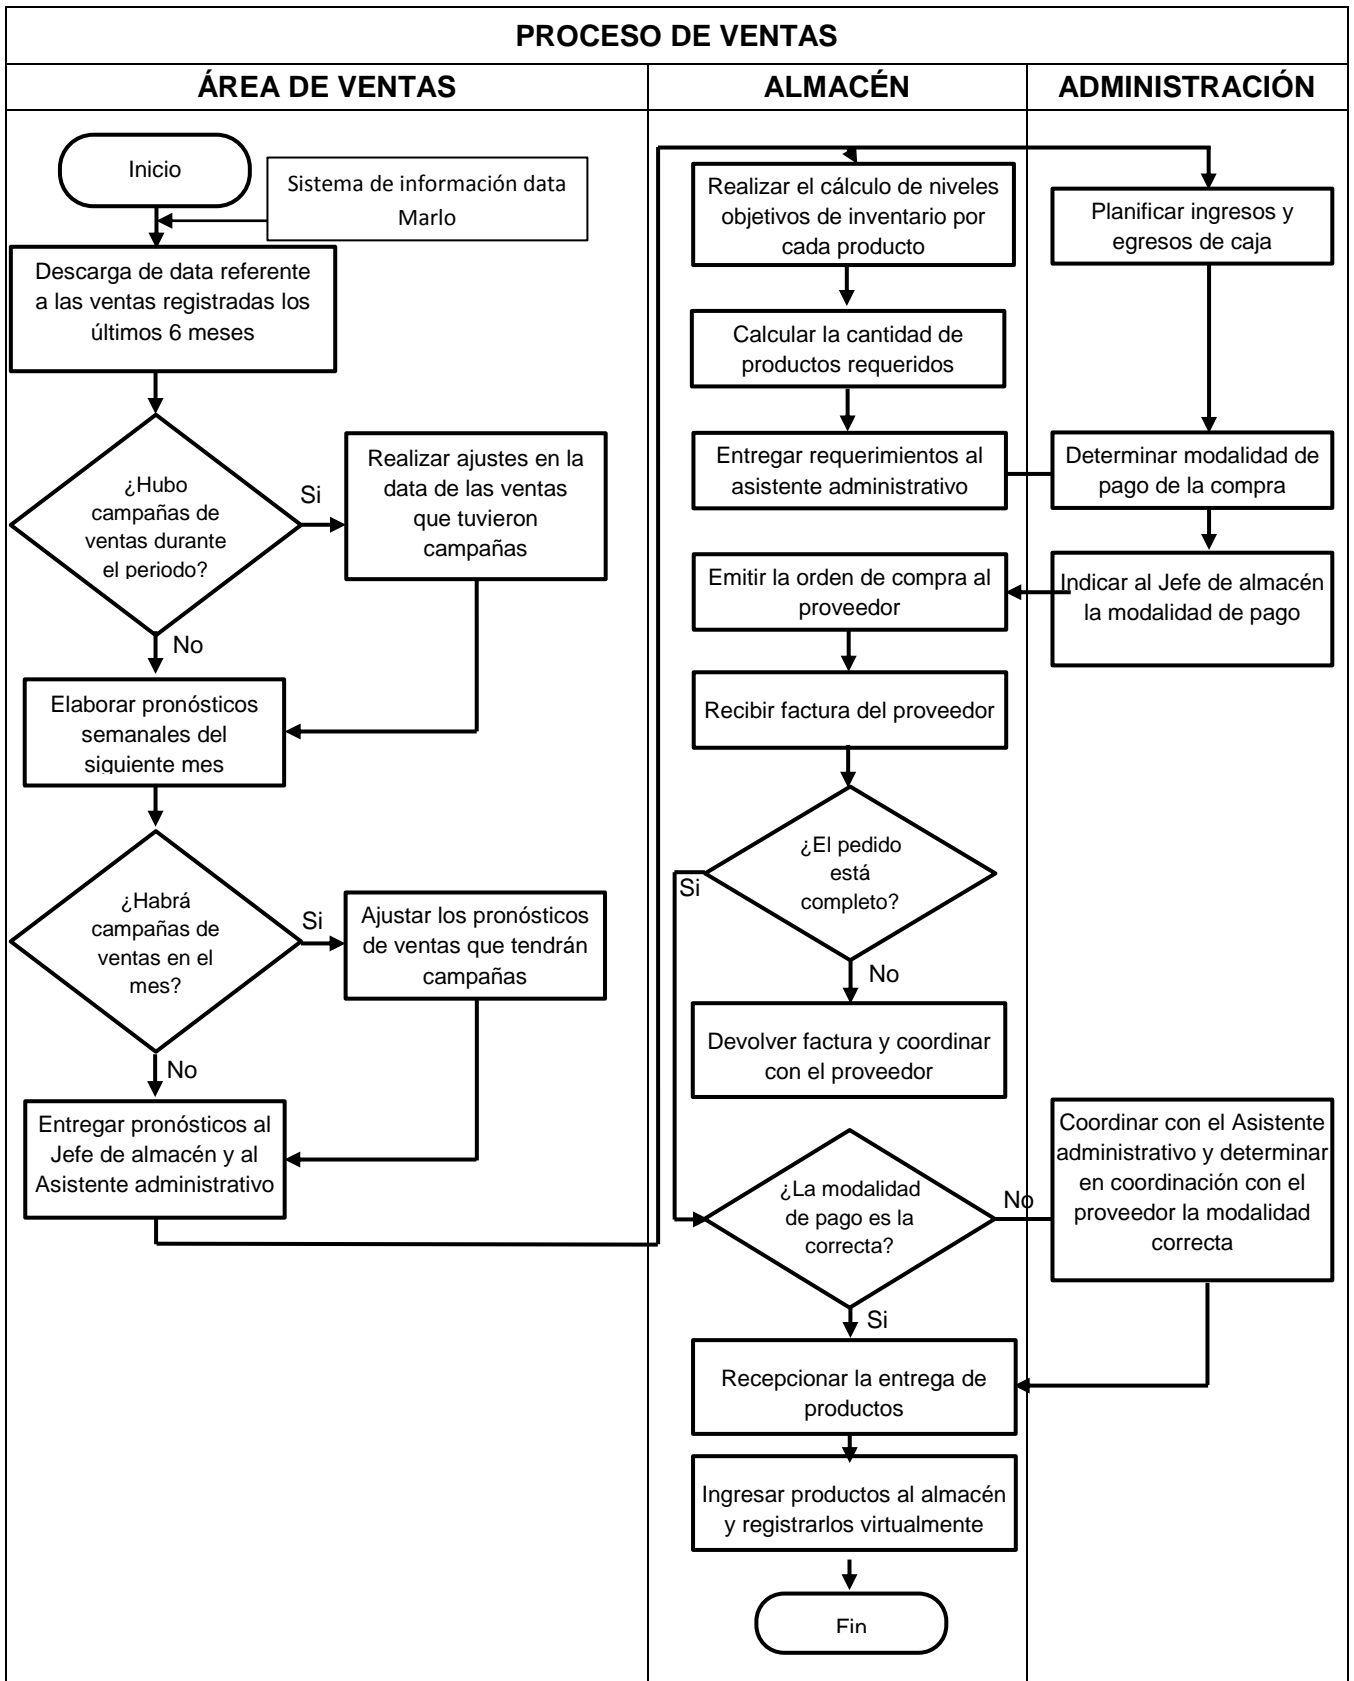 PROCESO DE VENTAS
ÁREA DE VENTAS
ALMACÉN
ADMINISTRACIÓN
Inicio
Sistema de información data
Marlo
Descarga de data referente
a las ventas registradas los
últimos 6 meses
¿Hubo
campañas de
ventas durante
el periodo?
Si
Realizar ajustes en la
data de las ventas
que tuvieron
campañas
No
Elaborar pronósticos
semanales del
siguiente mes
¿Habrá
campañas de
ventas en el
mes?
Si
Ajustar los pronósticos
de ventas que tendrán
campañas
No
Entregar pronósticos al
Jefe de almacén y al
Asistente administrativo
Realizar el cálculo de niveles
objetivos de inventario por
cada producto
Calcular la cantidad de
productos requeridos
Entregar requerimientos al
asistente administrativo
Emitir la orden de compra al
proveedor
Recibir factura del proveedor
¿El pedido
está
completo?
Si
No
Devolver factura y coordinar
con el proveedor
¿La modalidad
de pago es la
correcta?
No
Si
Recepcionar la entrega de
productos
Ingresar productos al almacén
y registrarlos virtualmente
Fin
Planificar ingresos y
egresos de caja
Determinar modalidad de
pago de la compra
Indicar al Jefe de almacén
la modalidad de pago
Coordinar con el Asistente
administrativo y determinar
en coordinación con el
proveedor la modalidad
correcta